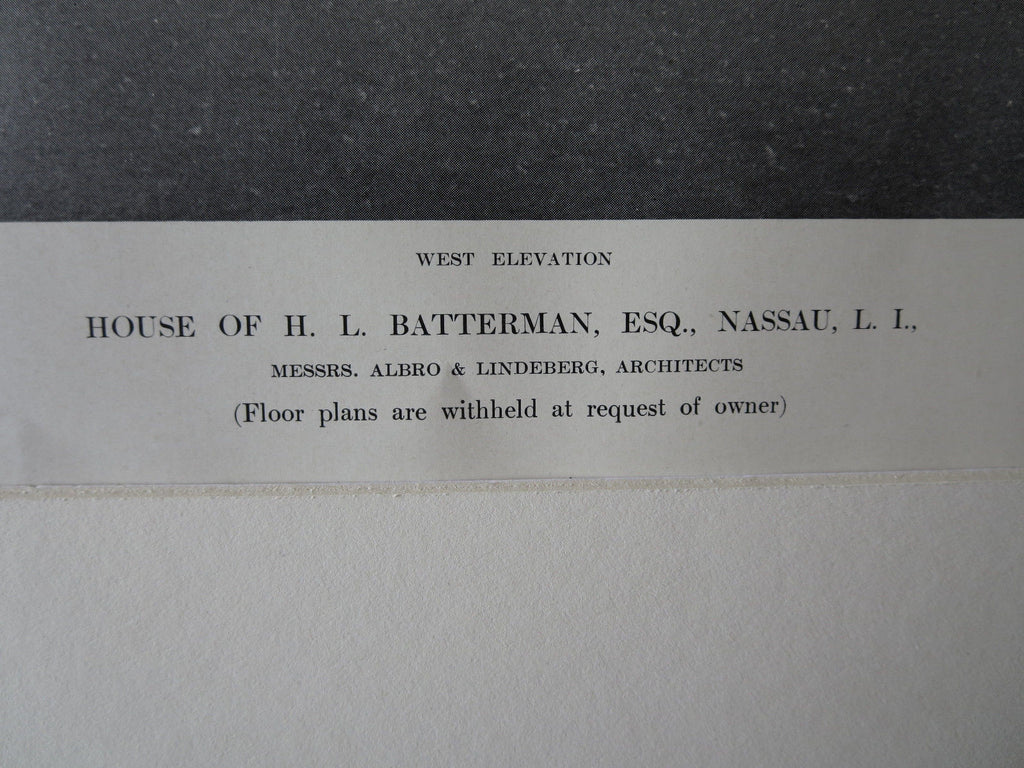 WEST ELEVATION
HOUSE OF H. L. BATTERMAN, ESQ., NASSAU, L. I.,
MESSRS. ALBRO & LINDEBERG, ARCHITECTS
(Floor plans are withheld at request of owner)